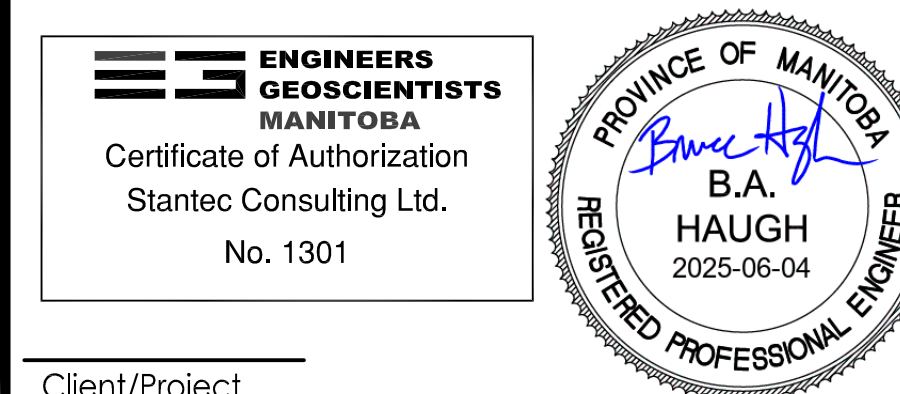 ENGINEERS
GEOSCIENTISTS
MANITOBA
Certificate of Authorization
Stantec Consulting Ltd.
No. 1301
PROVINCE OF MANITOBA
B.A.
HAUGH
2025-06-04
REGISTERED PROFESSIONAL ENGINEER
Client/Project